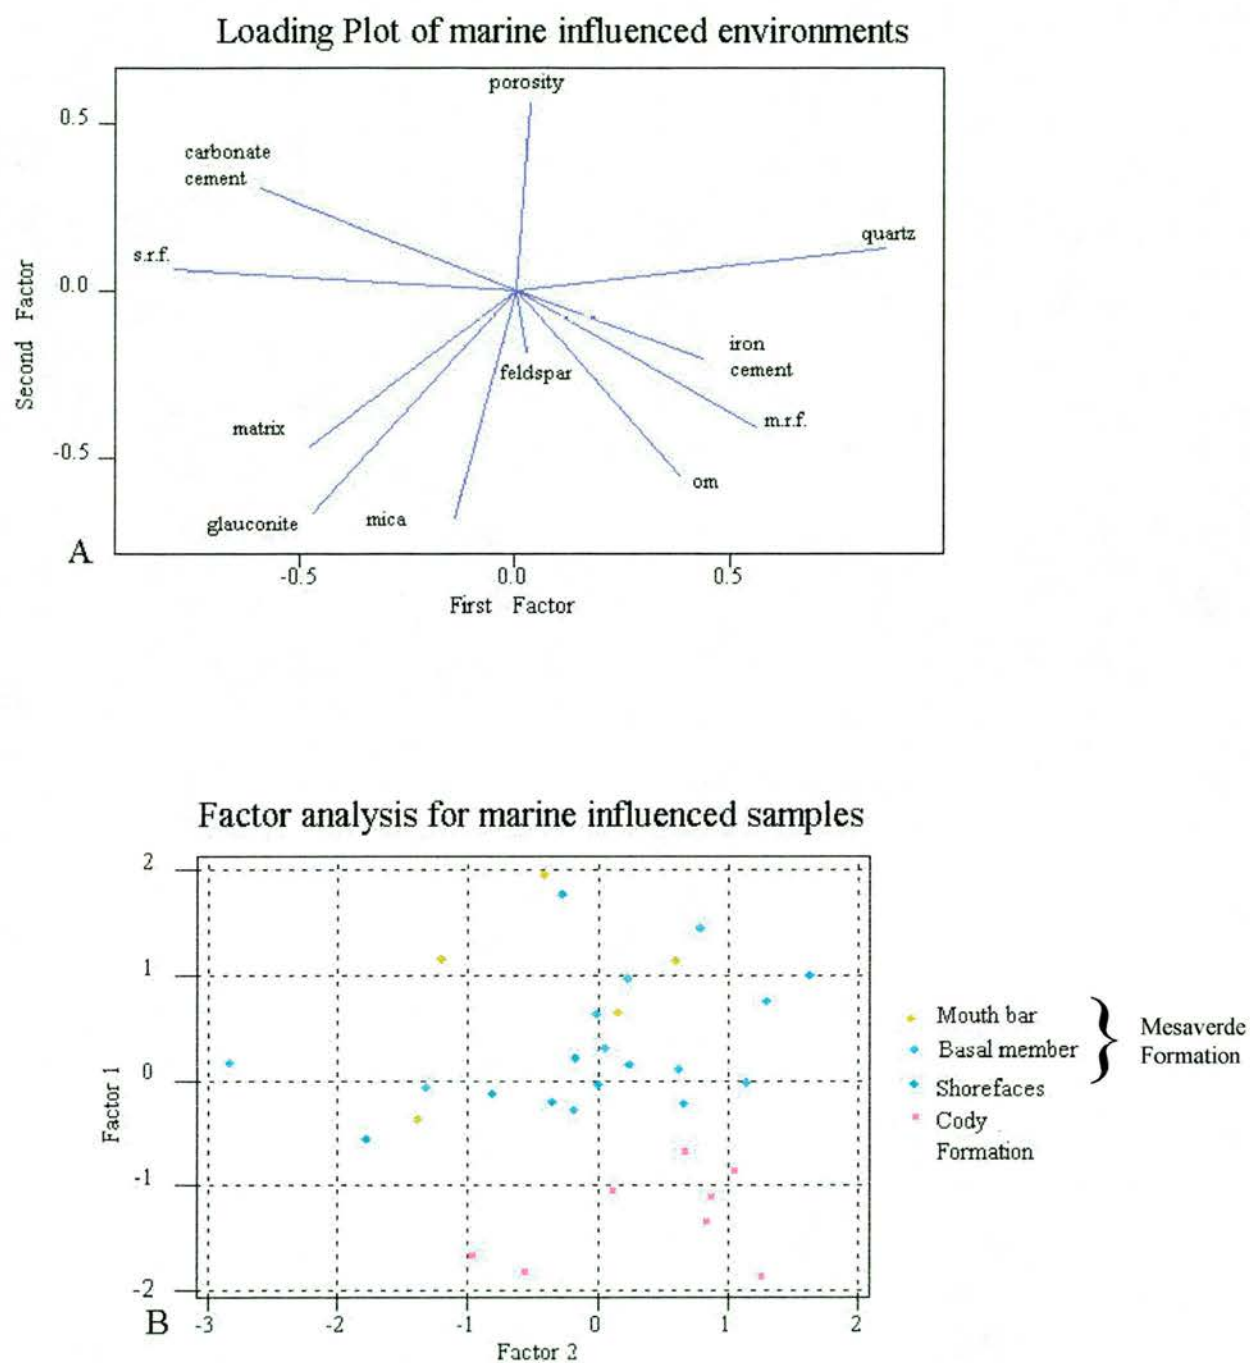 Loading Plot of marine influenced environments
porosity
0.5
carbonate
cement
quartz
s.r.f.
0.0
iron
cement
feldspar
m.r.f.
matrix
-0.5
om
glauconite
mica
A
-0.5
0.0
0.5
First Factor
Second Factor
Factor analysis for marine influenced samples
2
1
0
-1
-2
Factor 1
B
-3
-2
-1
0
1
2
Factor 2
Mouth bar
Basal member
Shorefaces
Cody
Formation
}
Mesaverde
Formation